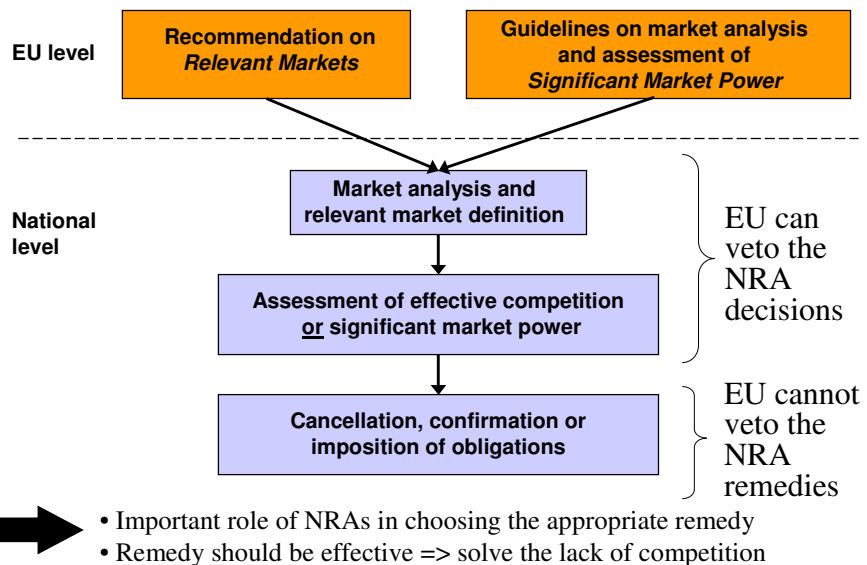 EU level
Recommendation on
Relevant Markets
Guidelines on market analysis
and assessment of
Significant Market Power
National
level
Market analysis and
relevant market definition
Assessment of effective competition
or significant market power
EU can
veto the
NRA
decisions
Cancellation, confirmation or
imposition of obligations
EU cannot
veto the
NRA
remedies
• Important role of NRAs in choosing the appropriate remedy
• Remedy should be effective => solve the lack of competition